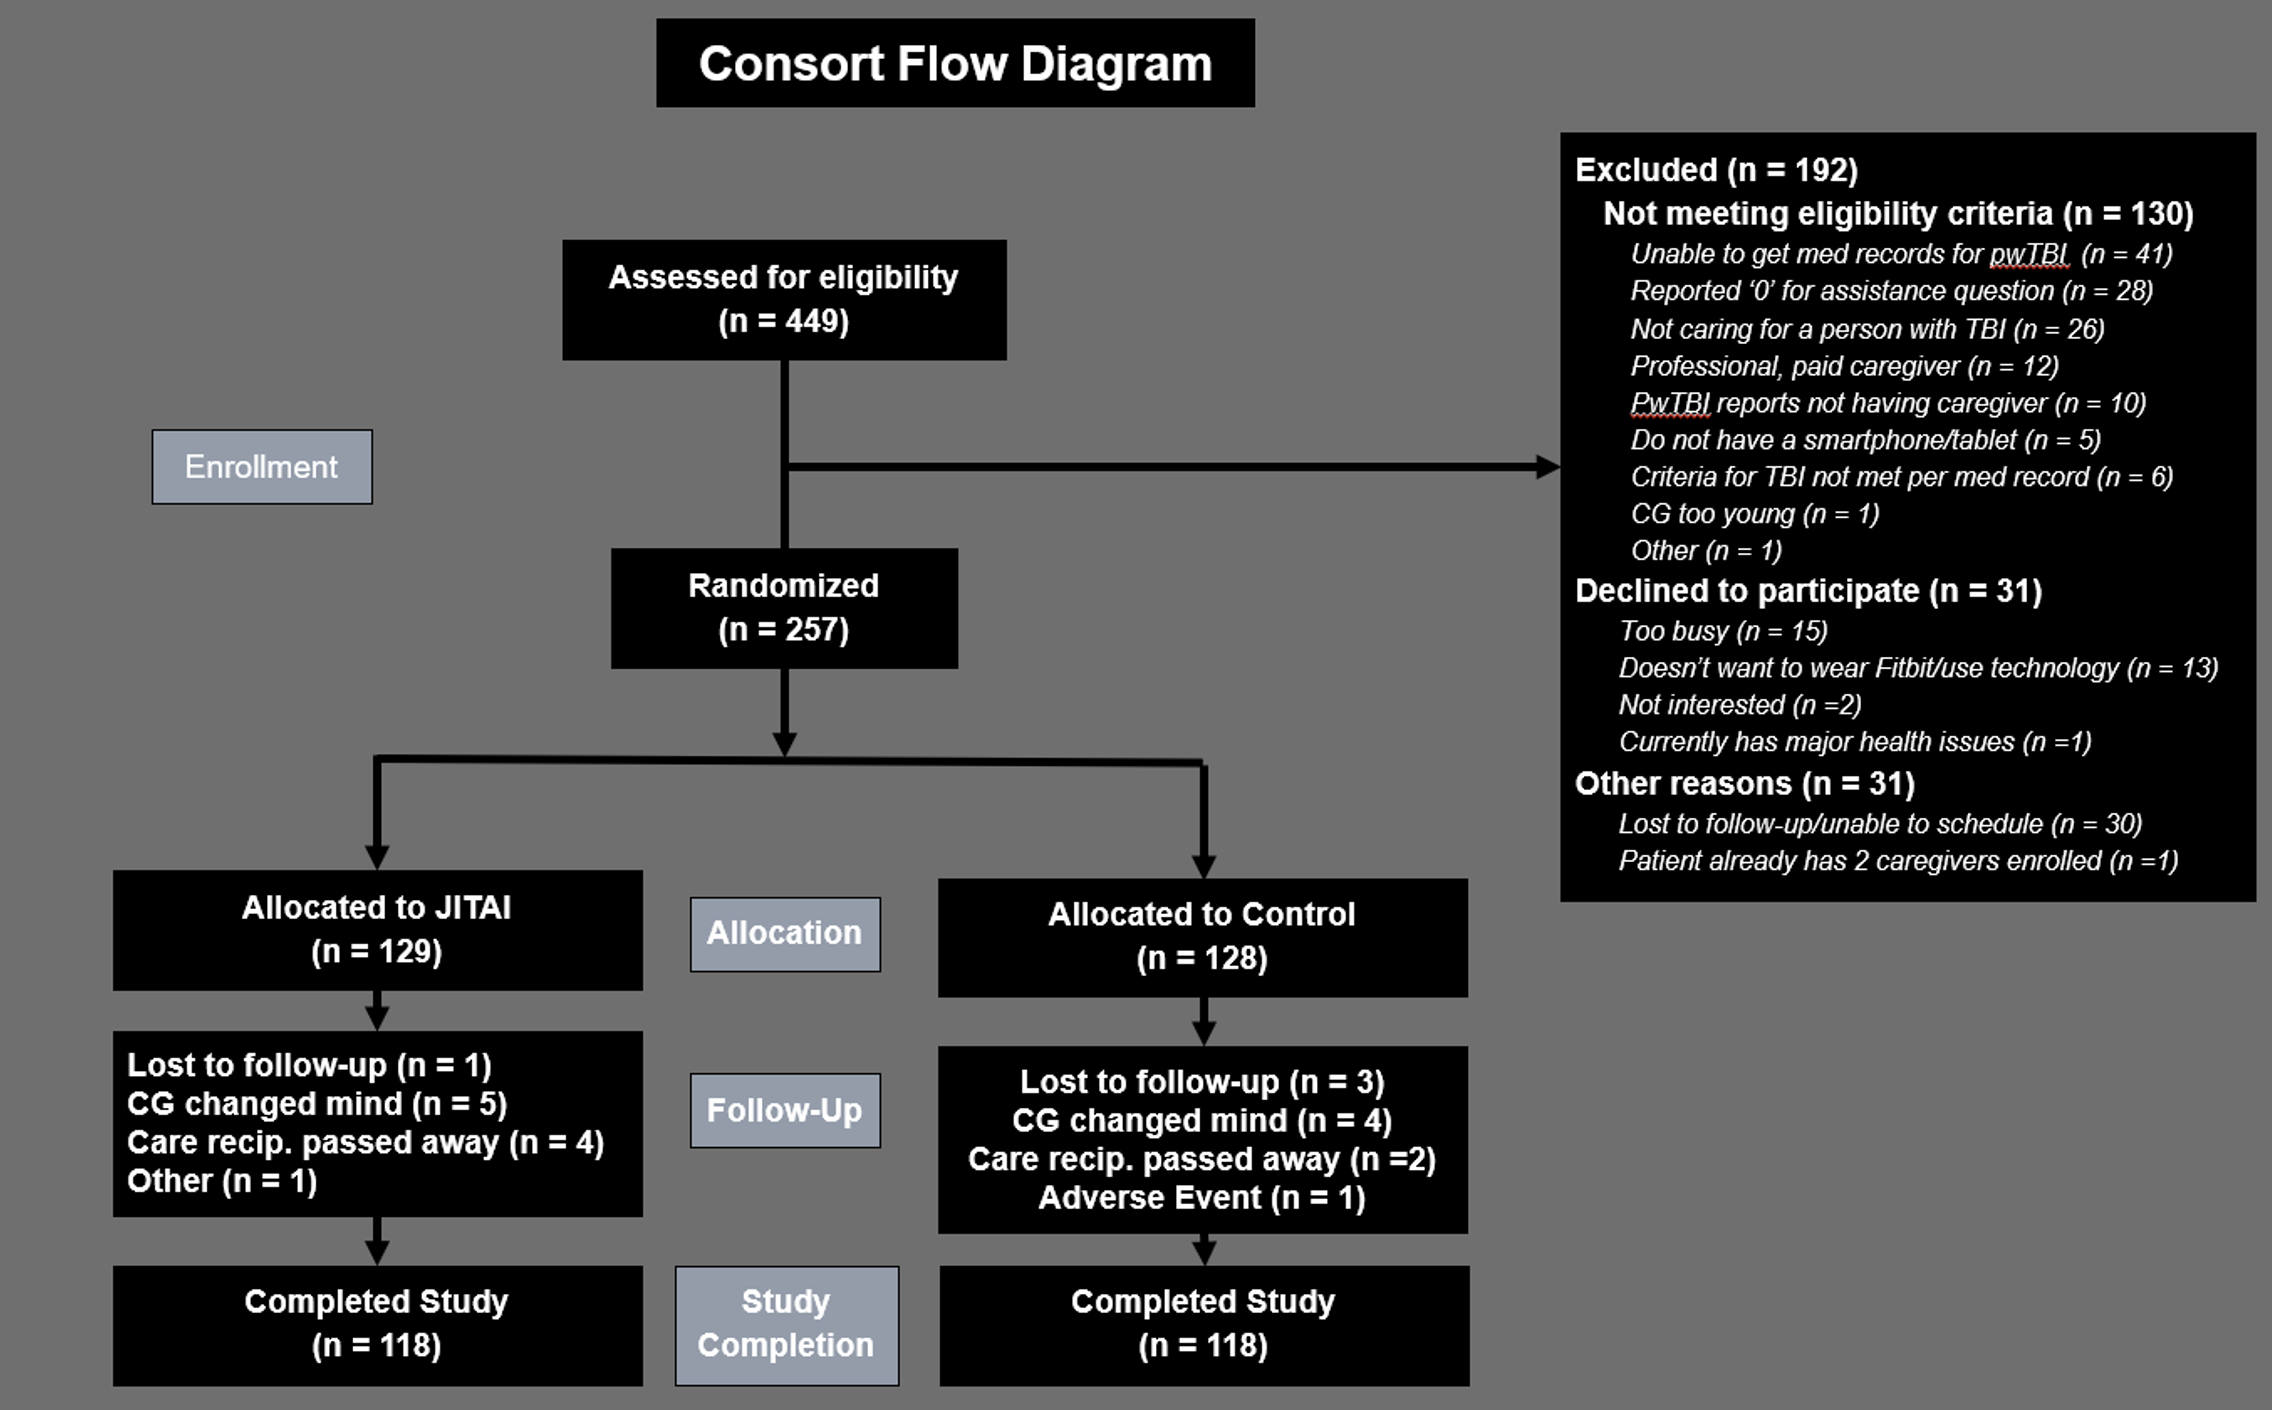 Consort Flow Diagram
Assessed for eligibility
(n = 449)
Excluded (n = 192)
Not meeting eligibility criteria (n = 130)
Unable to get med records for pwTBI  (n = 41)
Reported ‘0’ for assistance question (n = 28)
Not caring for a person with TBI (n = 26)
Professional, paid caregiver (n = 12)
PwTBI reports not having caregiver (n = 10)
Do not have a smartphone/tablet (n = 5)
Criteria for TBI not met per med record (n = 6)
CG too young (n = 1)
Other (n = 1)
Declined to participate (n = 31)
Too busy (n = 15)
Doesn’t want to wear Fitbit/use technology (n = 13)
Not interested (n =2)
Currently has major health issues (n =1)
Other reasons (n = 31)
Lost to follow-up/unable to schedule (n = 30)
Patient already has 2 caregivers enrolled (n =1)
Enrollment
Randomized
(n = 257)
Allocated to JITAI
(n = 129)
Allocation
Allocated to Control
(n = 128)
Lost to follow-up (n = 1)
CG changed mind (n = 5)
Care recip. passed away (n = 4)
Other (n = 1)
Follow-Up
Lost to follow-up (n = 3)
CG changed mind (n = 4)
Care recip. passed away (n =2)
Adverse Event (n = 1)
Completed Study
(n = 118)
Study
Completion
Completed Study
(n = 118)